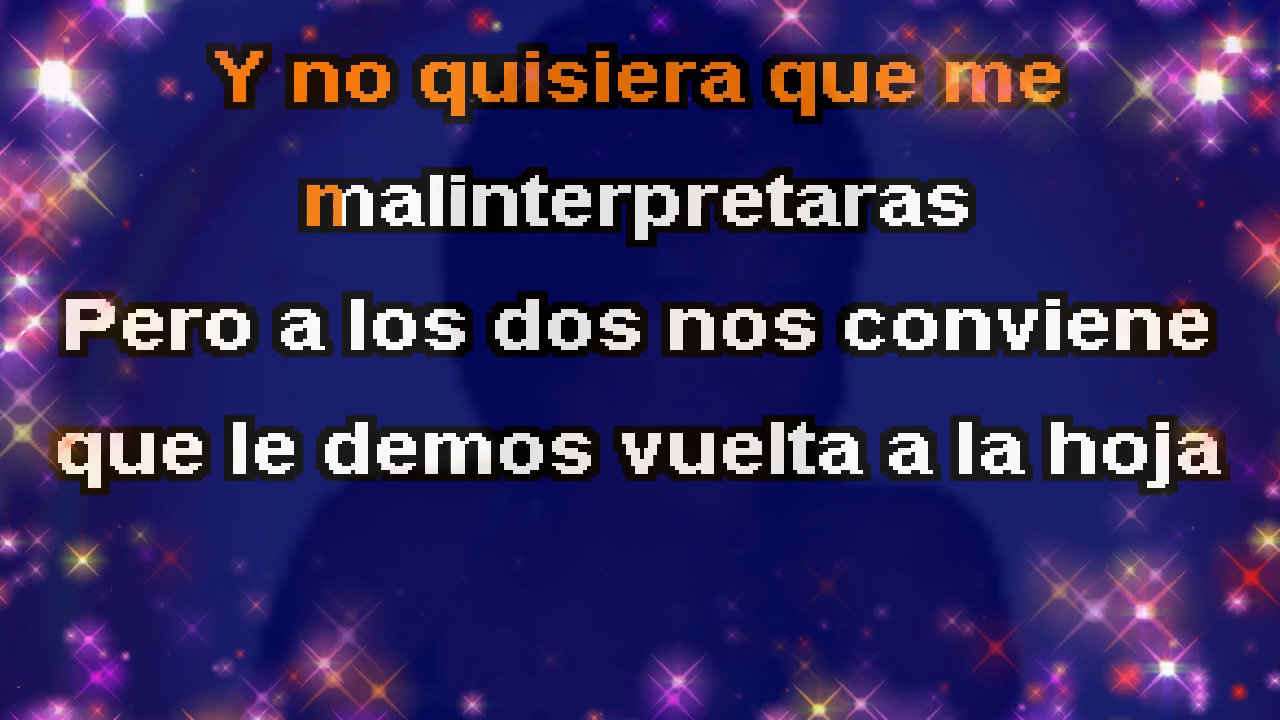 Y no quisiera que me
malinterpretaras
Pero a los dos nos conviene
que le demos vuelta a la hoja